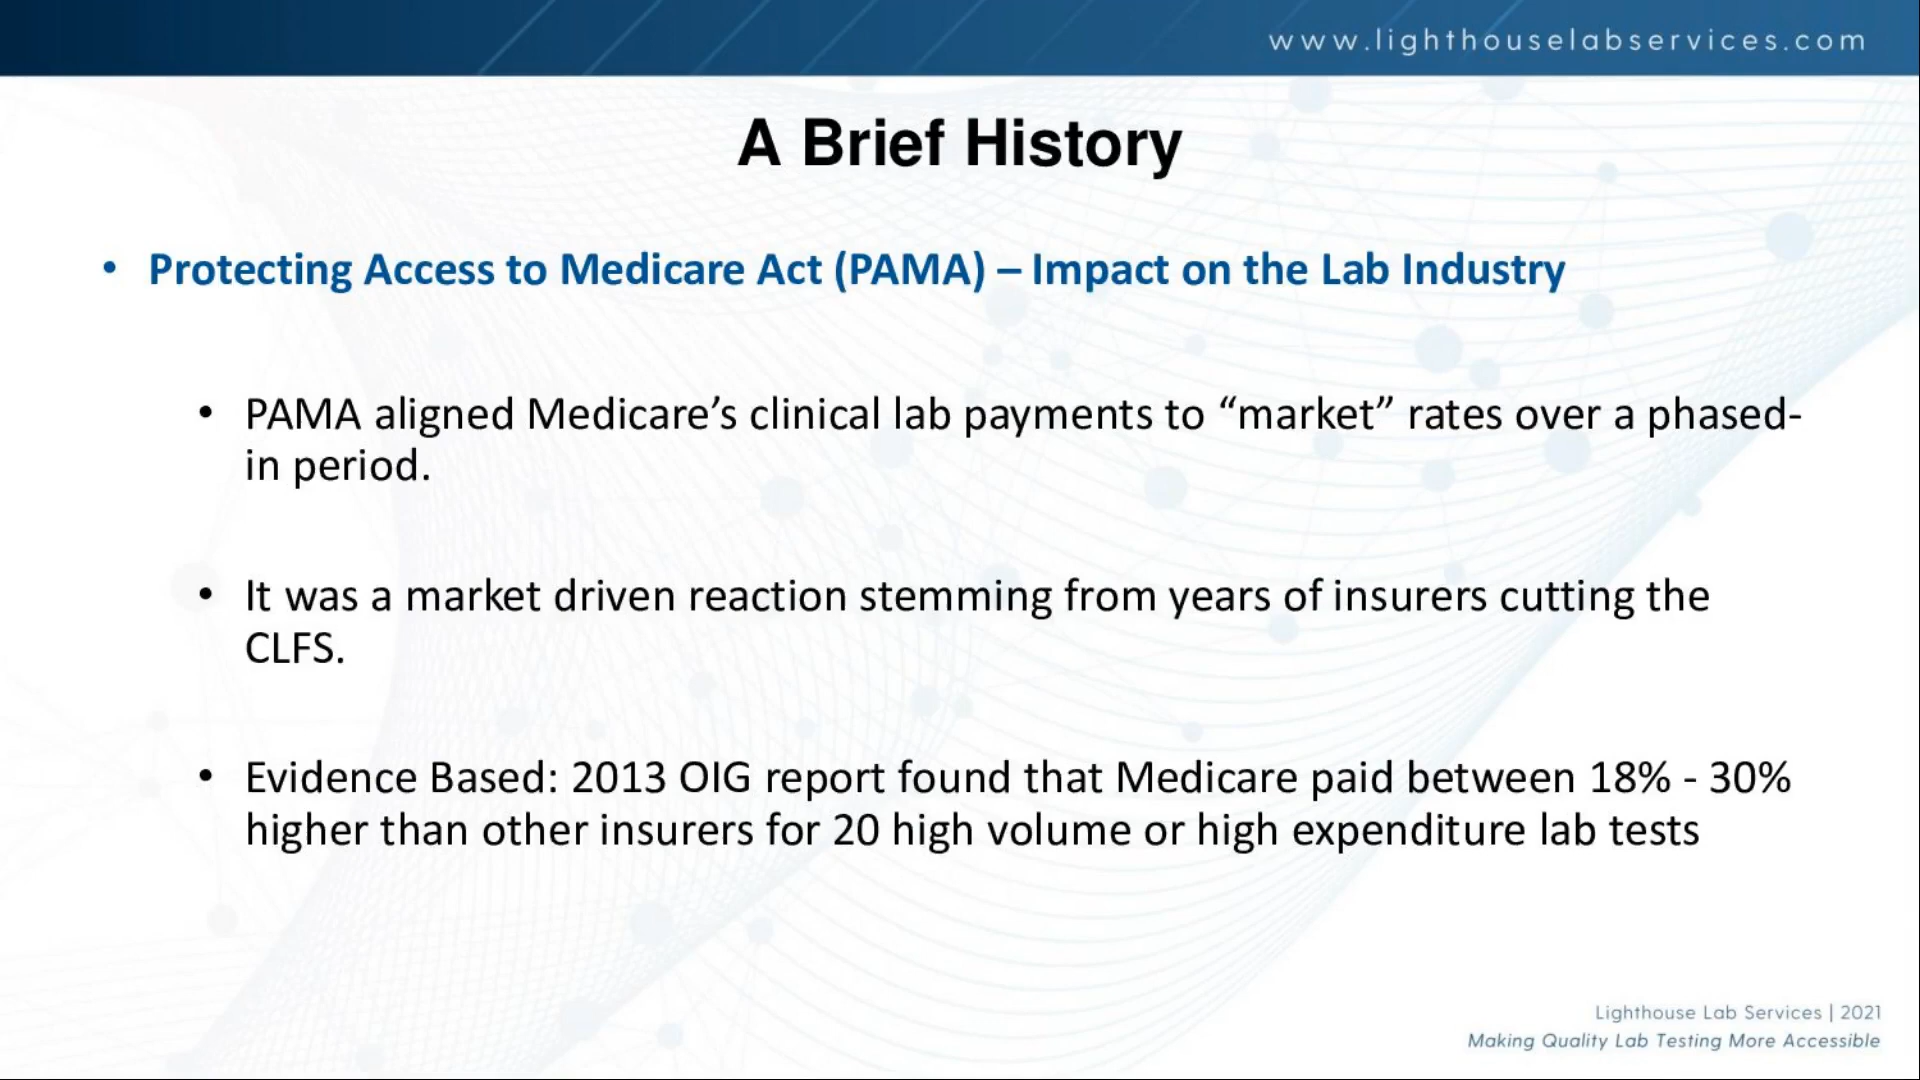 www.lighthouselabservices.com
A Brief History
• Protecting Access to Medicare Act (PAMA) – Impact on the Lab Industry
• PAMA aligned Medicare’s clinical lab payments to “market” rates over a phased-
in period.
• It was a market driven reaction stemming from years of insurers cutting the
CLFS.
• Evidence Based: 2013 OIG report found that Medicare paid between 18% - 30%
higher than other insurers for 20 high volume or high expenditure lab tests
Lighthouse Lab Services | 2021
Making Quality Lab Testing More Accessible